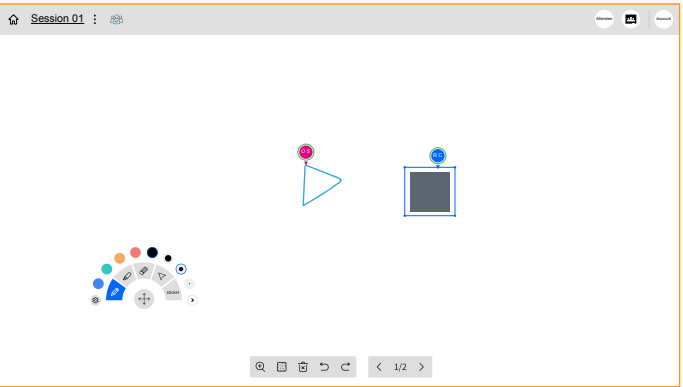 Session 01
Attendee
Account
O S
R C
sticker
1/2